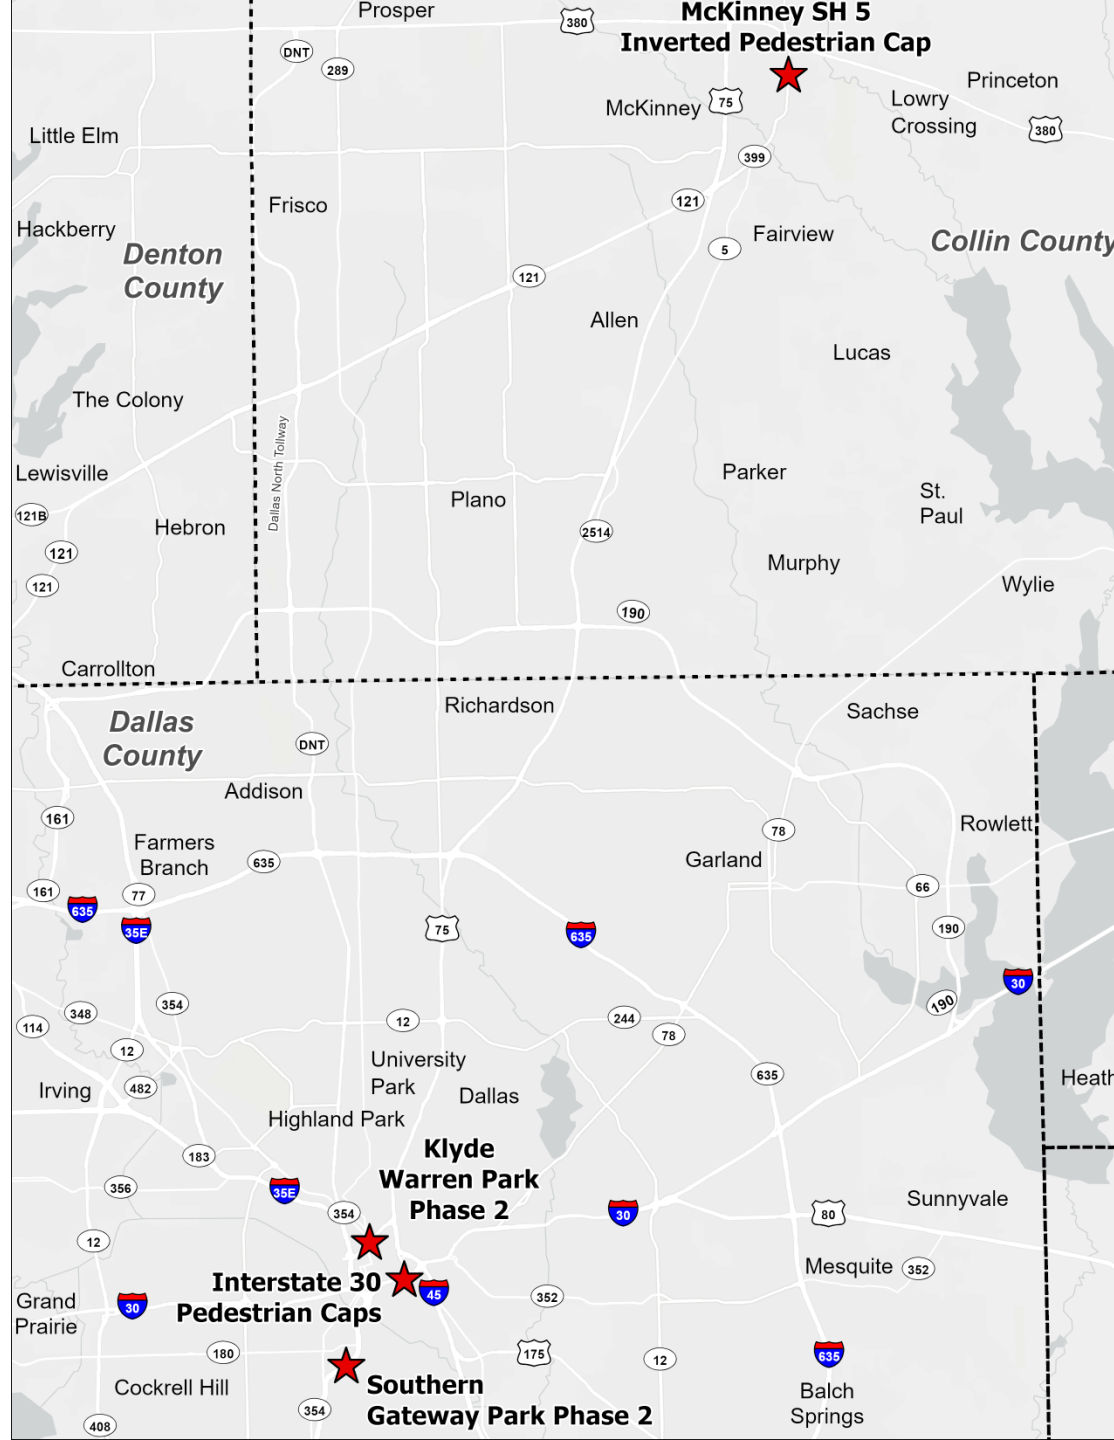 Prosper
McKinney SH 5
Inverted Pedestrian Cap
380
DNT
289
Princeton
McKinney
75
Lowry
Crossing
380
Little Elm
399
121
Frisco
Hackberry
Fairview
5
Collin County
Denton
County
121
Allen
Lucas
The Colony
Dallas North Tollway
Lewisville
Parker
Plano
St.
Paul
121B
Hebron
2514
121
Murphy
121
Wylie
190
Carrollton
Richardson
Sachse
Dallas
County
DNT
Addison
161
Rowlett
78
Farmers
Branch
635
Garland
161
77
66
635
35E
75
635
190
30
354
190
348
114
12
244
78
12
University
Park
635
Irving
482
Dallas
Heath
Highland Park
Klyde
Warren Park
Phase 2
183
356
35E
354
30
80
Sunnyvale
12
Mesquite
352
Interstate 30
Pedestrian Caps
45
352
Grand
Prairie
30
180
175
12
635
Cockrell Hill
Southern
Gateway Park Phase 2
Balch
Springs
354
408